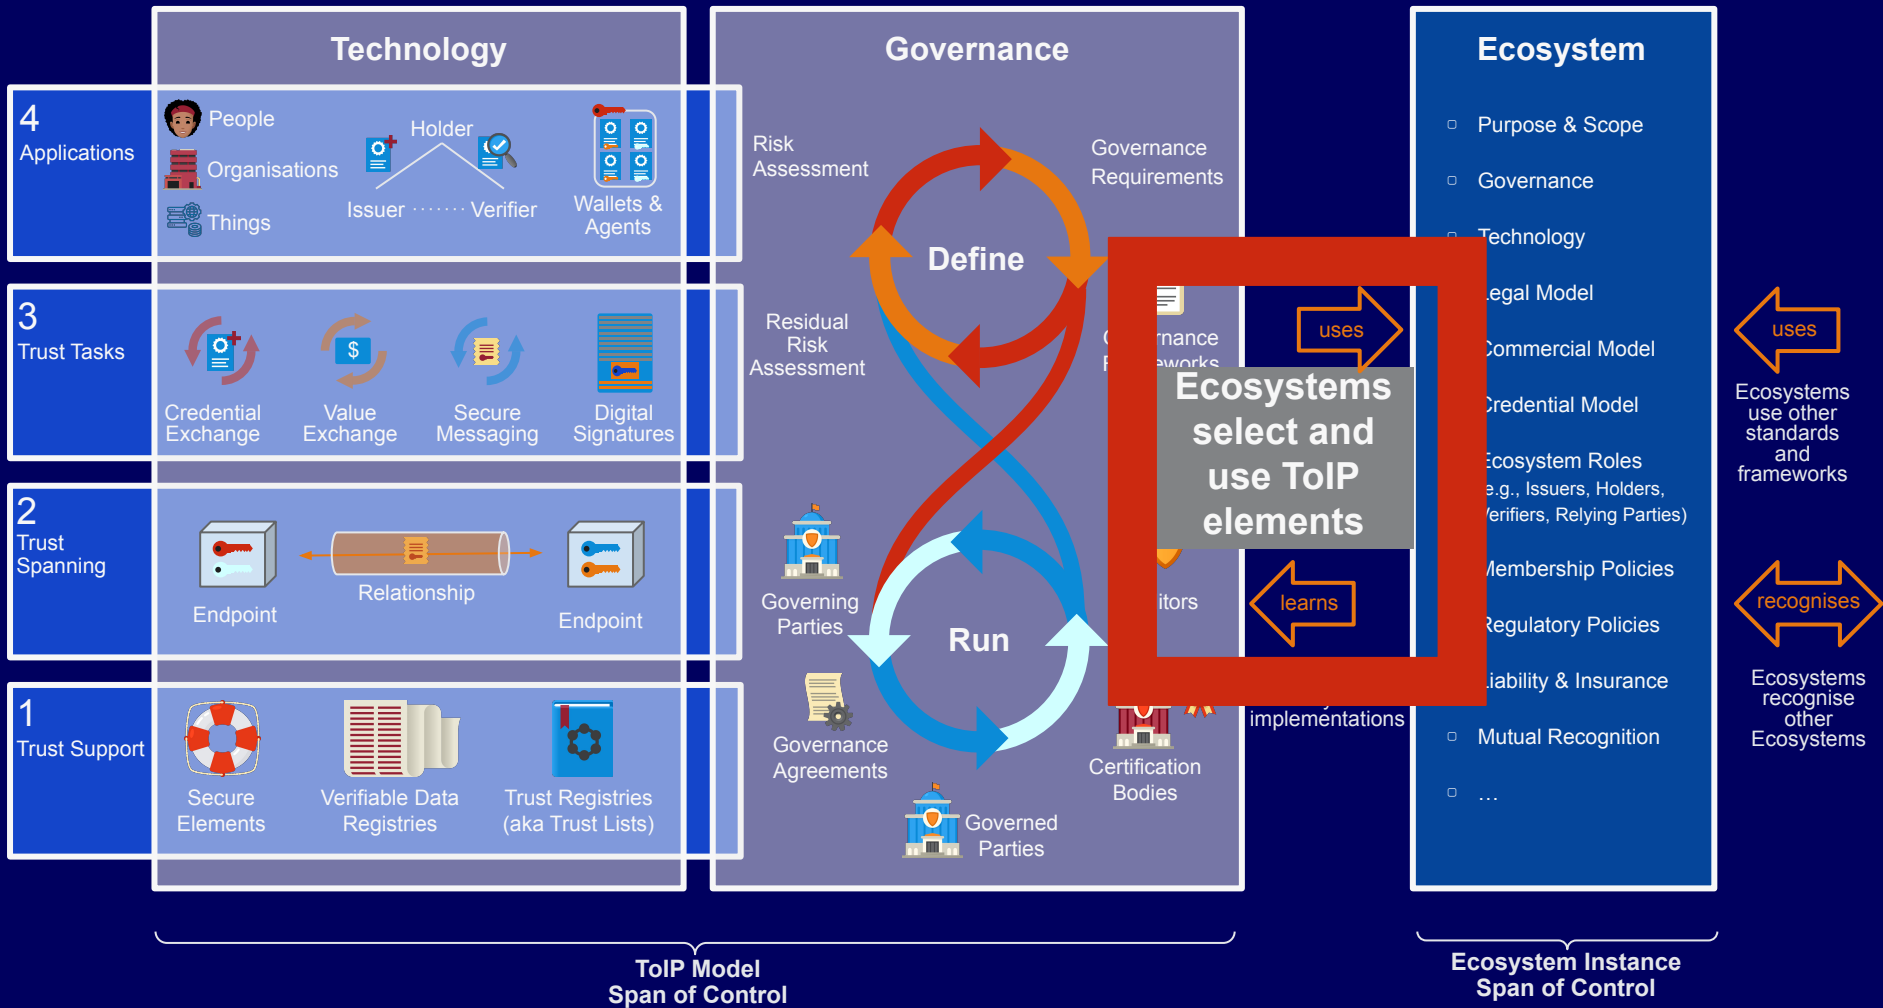 Technology
4
Applications
People
Organisations
Things
Holder
Issuer ....... Verifier
Wallets &
Agents
3
Trust Tasks
$
Credential
Exchange
Value
Exchange
Secure
Messaging
Digital
Signatures
2
Trust
Spanning
Endpoint
Relationship
Endpoint
1
Trust Support
Secure
Elements
Verifiable Data
Registries
Trust Registries
(aka Trust Lists)
Governance
Risk
Assessment
Governance
Requirements
Define
Residual
Risk
Assessment
Governing
Parties
Run
Governance
Agreements
Governed
Parties
Certification
Bodies
Ecosystems
select and
use ToIP
elements
uses
learns
implementations
Ecosystem
Purpose & Scope
Governance
Technology
Legal Model
Commercial Model
Credential Model
Ecosystem Roles
(e.g., Issuers, Holders,
Verifiers, Relying Parties)
Membership Policies
Regulatory Policies
Liability & Insurance
Mutual Recognition
…
uses
Ecosystems
use other
standards
and
frameworks
recognises
Ecosystems
recognise
other
Ecosystems
ToIP Model
Span of Control
Ecosystem Instance
Span of Control